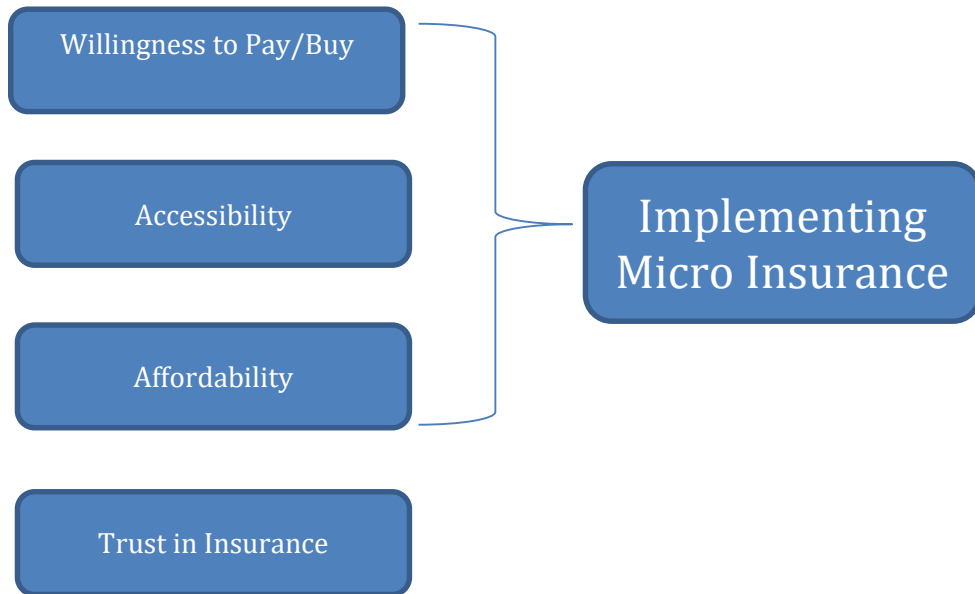 Willingness to Pay/Buy
Accessibility
Affordability
Trust in Insurance
Implementing
Micro Insurance